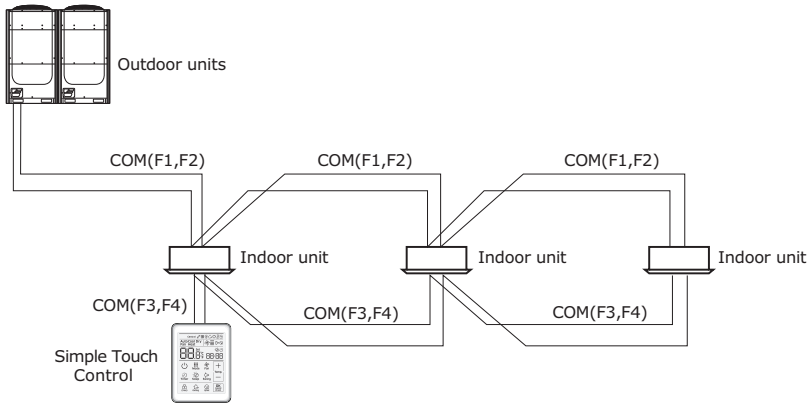 Outdoor units
COM(F1,F2)
COM(F1,F2)
COM(F1,F2)
Indoor unit
Indoor unit
Indoor unit
COM(F3,F4)
COM(F3,F4)
COM(F3,F4)
Simple Touch
Control